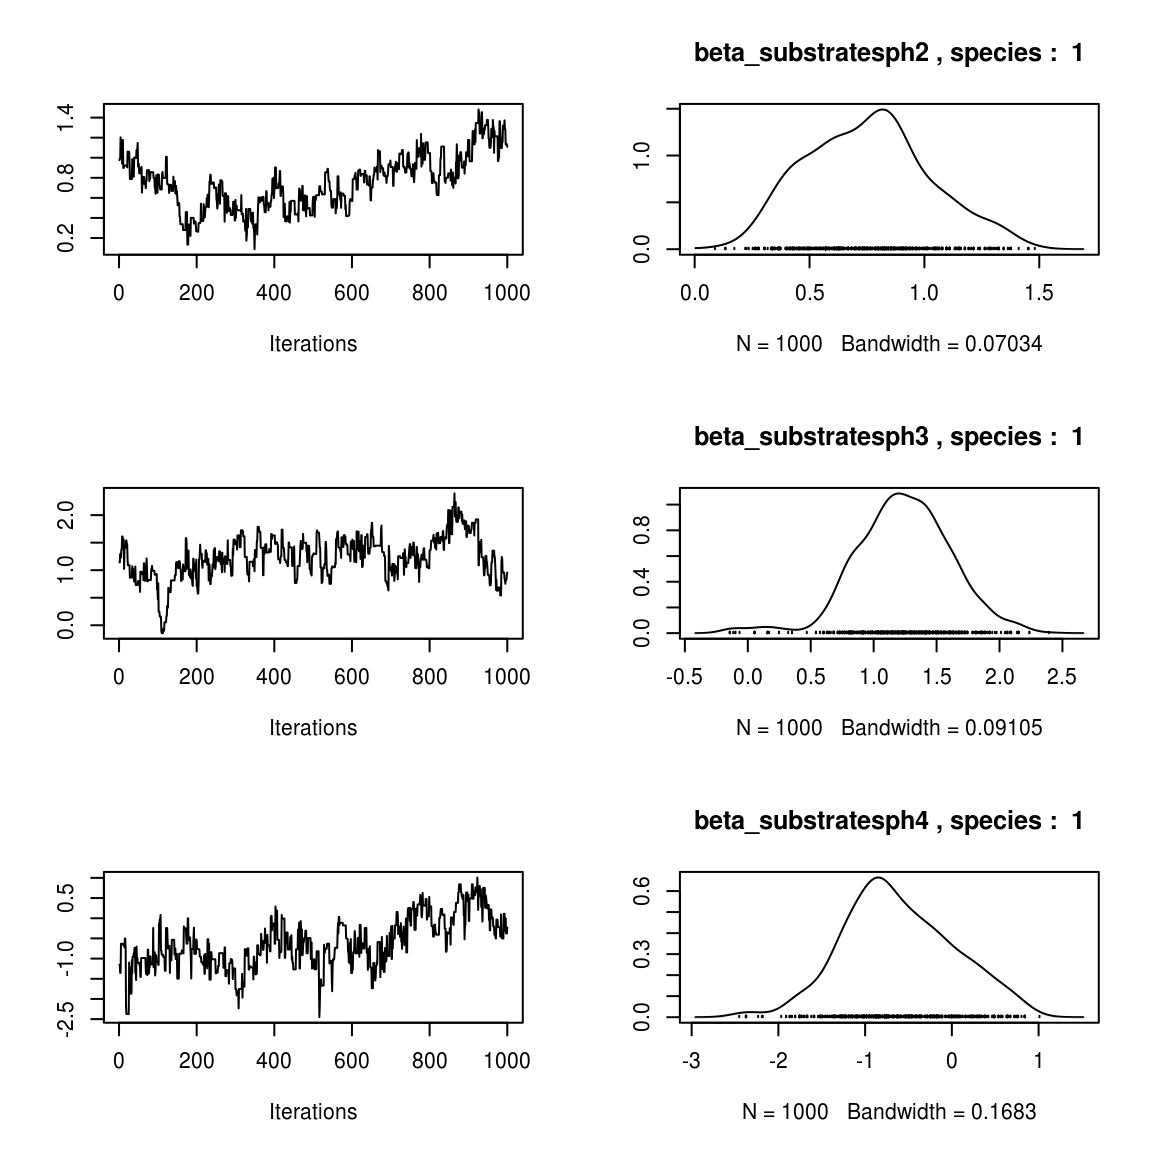 beta_substratesph2 , species :  1
1.4
0.8
0.2
0 200 400 600 800 1000
Iterations
1.0
0.0
0.0 0.5 1.0 1.5
N = 1000   Bandwidth = 0.07034
beta_substratesph3 , species :  1
2.0
1.0
0.0
0 200 400 600 800 1000
Iterations
0.8
0.4
0.0
-0.5 0.0 0.5 1.0 1.5 2.0 2.5
N = 1000   Bandwidth = 0.09105
beta_substratesph4 , species :  1
0.5
-1.0
-2.5
0 200 400 600 800 1000
Iterations
0.6
0.3
0.0
-3 -2 -1 0 1
N = 1000   Bandwidth = 0.1683